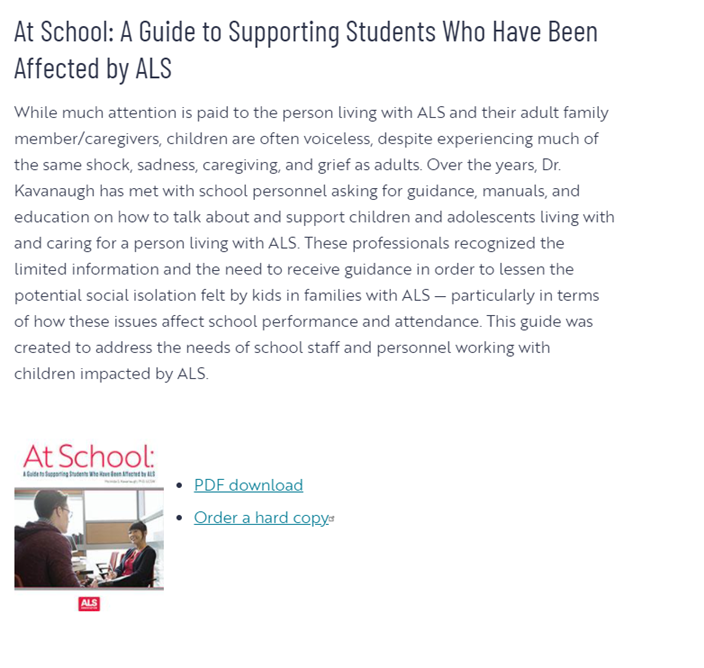 At School: A Guide to Supporting Students Who Have Been
Affected by ALS
While much attention is paid to the person living with ALS and their adult family
member/caregivers, children are often voiceless, despite experiencing much of
the same shock, sadness, caregiving, and grief as adults. Over the years, Dr.
Kavanaugh has met with school personnel asking for guidance, manuals, and
education on how to talk about and support children and adolescents living with
and caring for a person living with ALS. These professionals recognized the
limited information and the need to receive guidance in order to lessen the
potential social isolation felt by kids in families with ALS — particularly in terms
of how these issues affect school performance and attendance. This guide was
created to address the needs of school staff and personnel working with
children impacted by ALS.
At School:
A Guide to Supporting Students Who Have Been Affected by ALS
ALS
• PDF download
• Order a hard copy